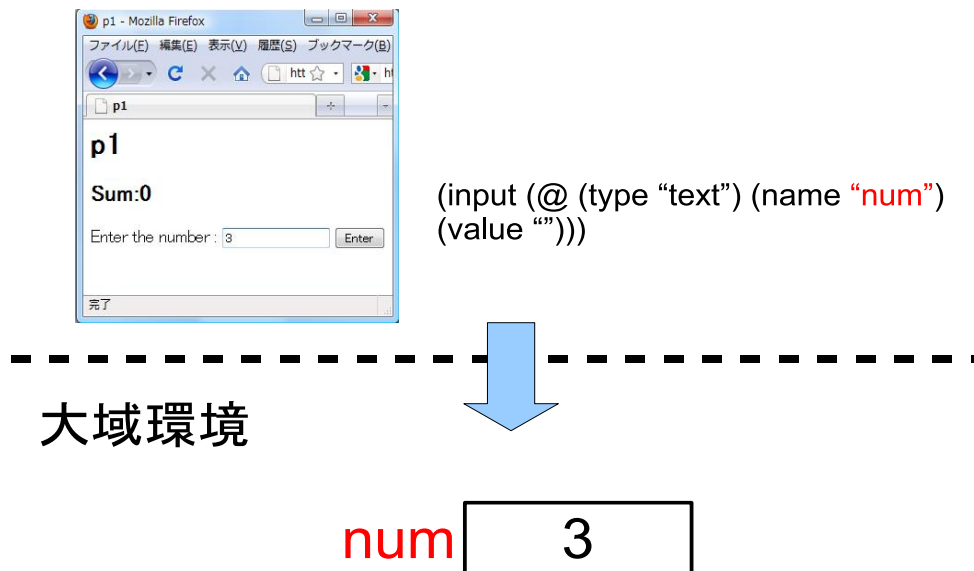 p1 - Mozilla Firefox
ファイル(F) 編集(E) 表示(V) 履歴(S) ブックマーク(B)
htt
p1
p1
Sum:0
Enter the number : 3 Enter
完了
(input (@ (type “text”) (name “num”)
(value “”)))
大域環境
num 3